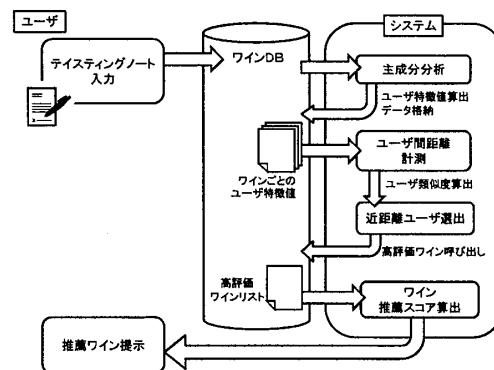 ユーザ
テイスティングノート
入力
ワインDB
システム
主成分分析
ユーザ特徴値算出
データ格納
ワインごとの
ユーザ特徴値
ユーザ間距離
計測
ユーザ類似度算出
近距離ユーザ選出
高評価ワイン呼び出し
高評価
ワインリスト
ワイン
推薦スコア算出
推薦ワイン提示